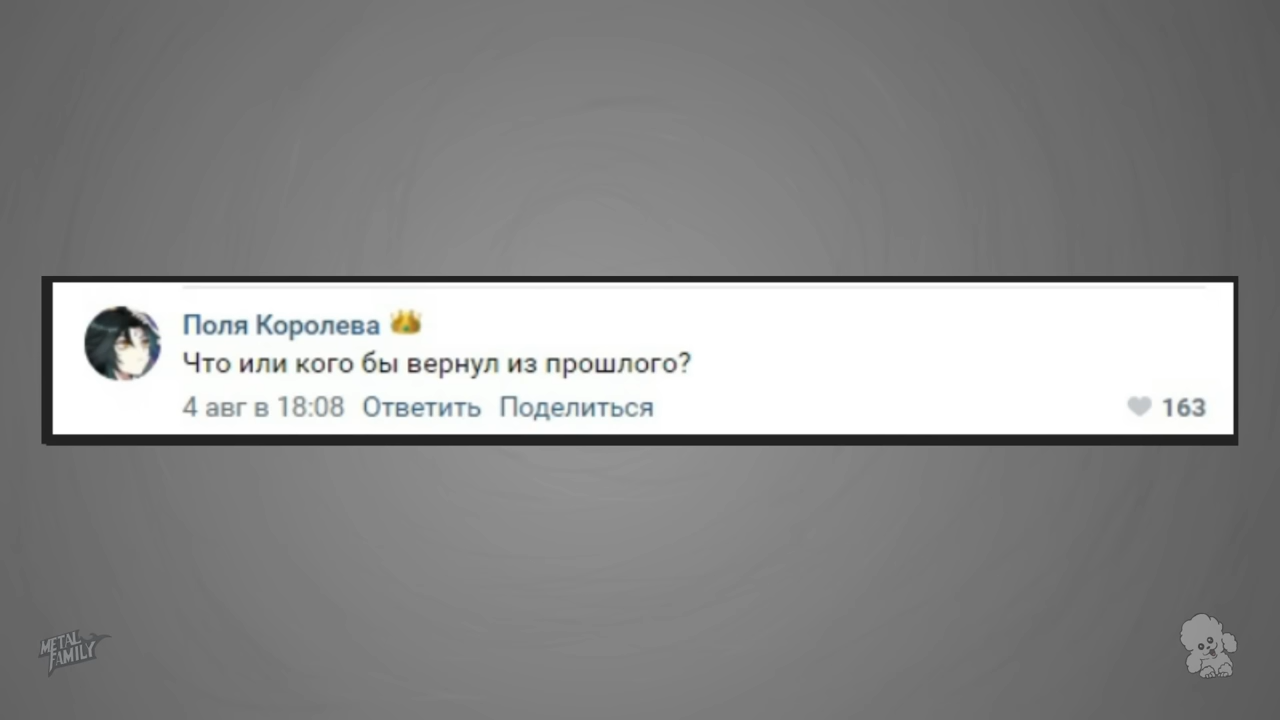 Поля Королева
Что или кого бы вернул из прошлого?
4 авг в 18:08 Ответить Поделиться 163
METAL
FAMILY